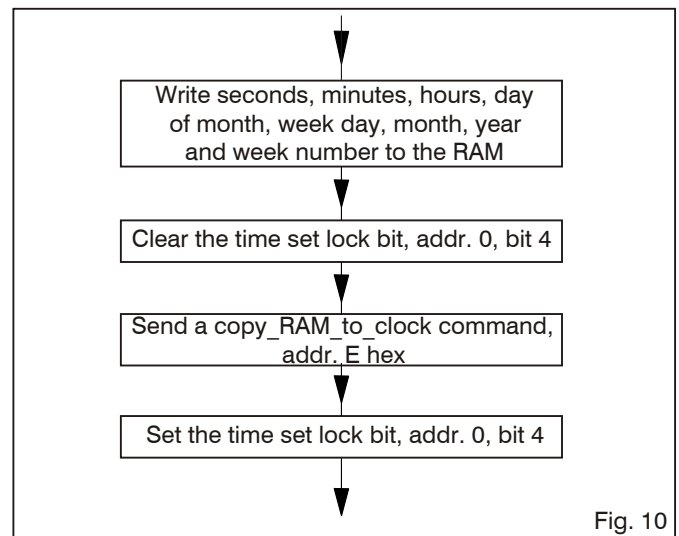 Write seconds, minutes, hours, day
of month, week day, month, year
and week number to the RAM
Clear the time set lock bit, addr. 0, bit 4
Send a copy_RAM_to_clock command,
addr. E hex
Set the time set lock bit, addr. 0, bit 4
Fig. 10